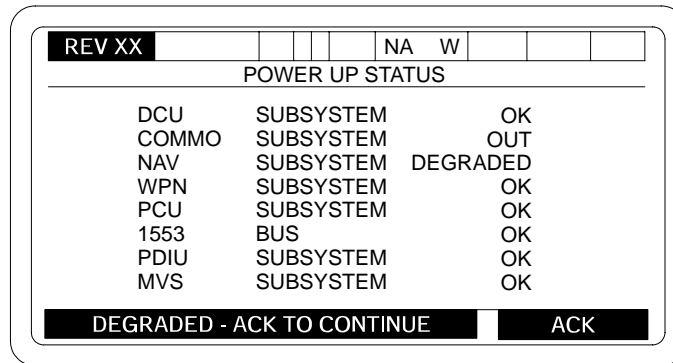 REV XX NA W
POWER UP STATUS
DCU SUBSYSTEM OK
COMMO SUBSYSTEM OUT
NAV SUBSYSTEM DEGRADED
WPN SUBSYSTEM OK
PCU SUBSYSTEM OK
1553 BUS OK
PDIU SUBSYSTEM OK
MVS SUBSYSTEM OK
DEGRADED - ACK TO CONTINUE ACK